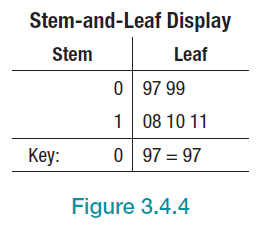 Stem-and-Leaf Display
Stem Leaf
0 97 99
1 08 10 11
Key: 0 97 = 97
Figure 3.4.4